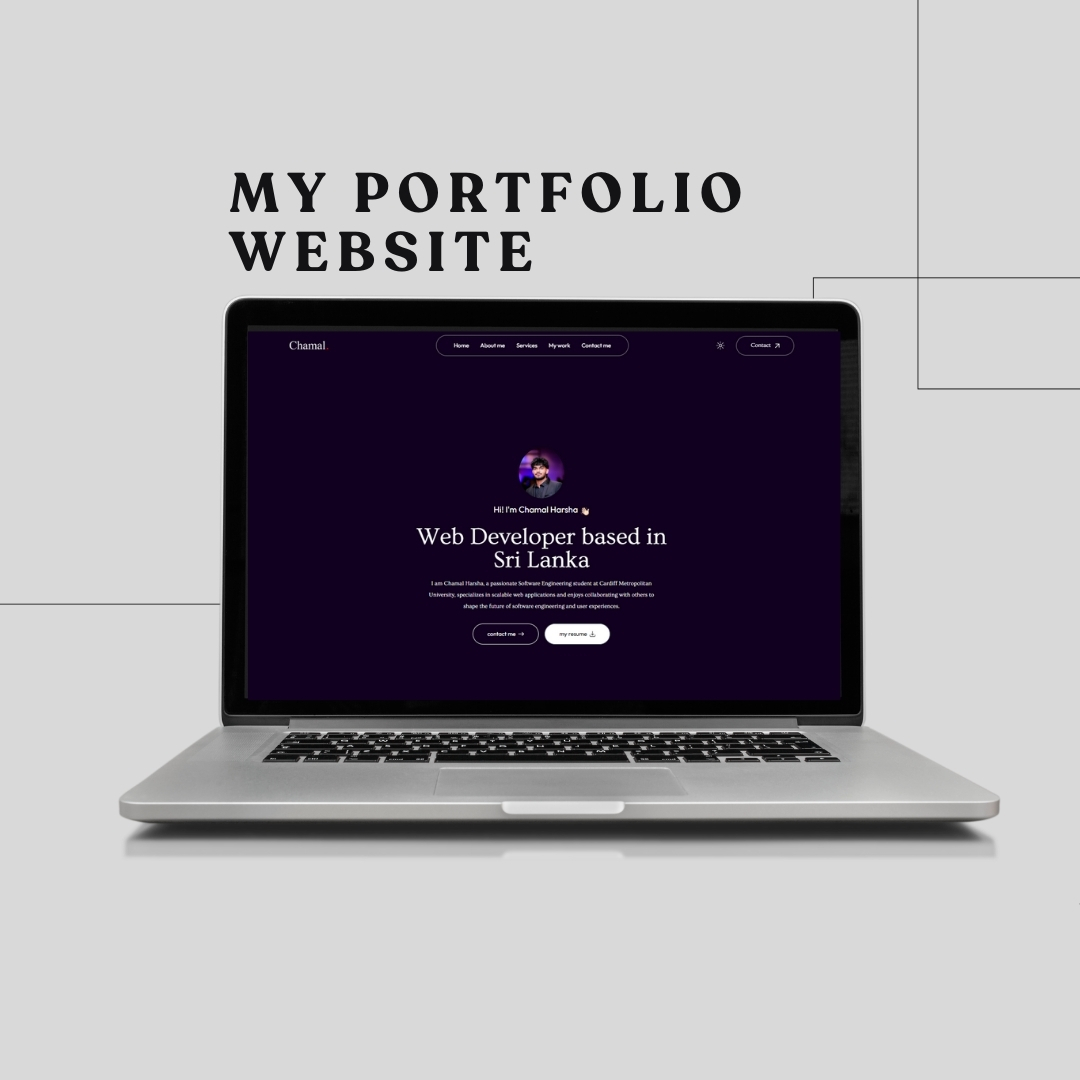 MY PORTFOLIO
WEBSITE
Chamal.
Home About me Services My work Contact me
Contact
Hi! I'm Chamal Harsha
Web Developer based in
Sri Lanka
I am Chamal Harsha, a passionate Software Engineering student at Cardiff Metropolitan
University, specializes in scalable web applications and enjoys collaborating with others to
shape the future of software engineering and user experiences.
contact me
my resume